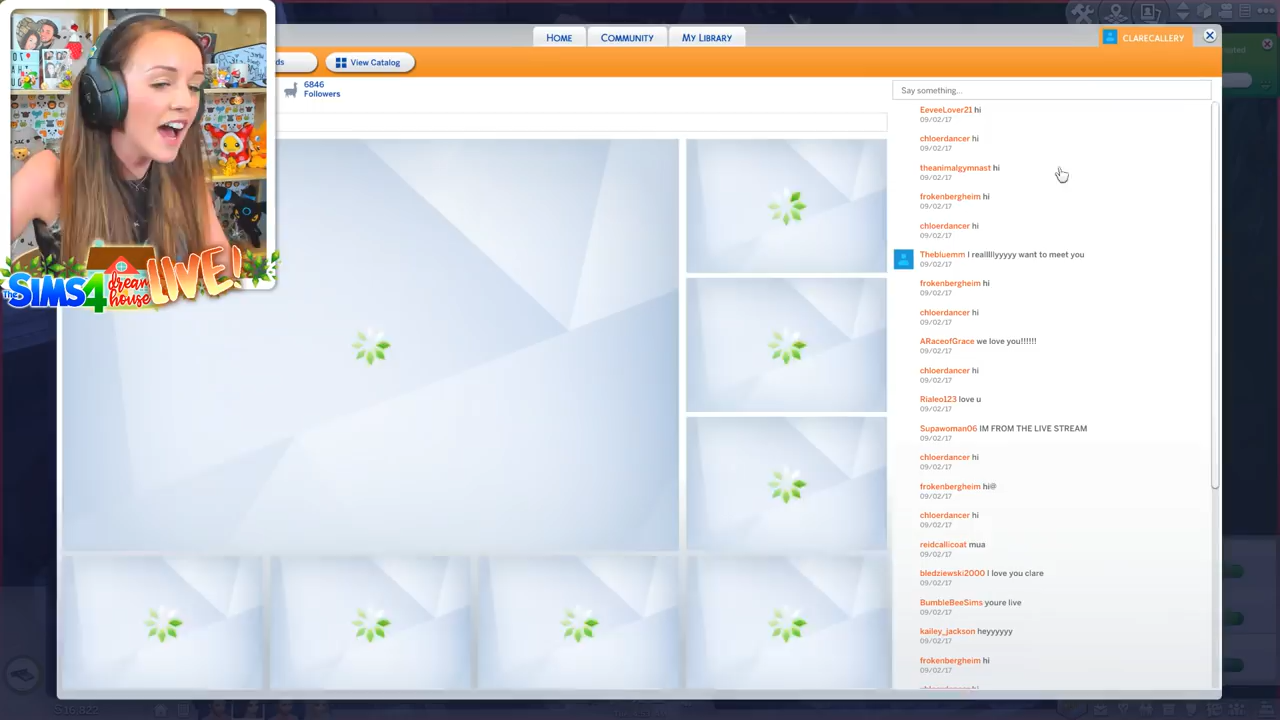 HOME
COMMUNITY
MY LIBRARY
CLARECALLERY
ds
View Catalog
6846
Followers
Say something...
EeveeLover21 hi
09/02/17
chloerdancer hi
09/02/17
theanimalgymnast hi
09/02/17
frokenbergheim hi
09/02/17
chloerdancer hi
09/02/17
Thebluemm I realllllyyyyy want to meet you
09/02/17
frokenbergheim hi
09/02/17
chloerdancer hi
09/02/17
ARaceofGrace we love you!!!!!!
09/02/17
chloerdancer hi
09/02/17
Rialeo123 love u
09/02/17
Supawoman06 IM FROM THE LIVE STREAM
09/02/17
chloerdancer hi
09/02/17
frokenbergheim hi@
09/02/17
chloerdancer hi
09/02/17
reidcallicoat mua
09/02/17
bledziewski2000 I love you clare
09/02/17
BumbleBeeSims youre live
09/02/17
kailey_jackson heyyyyyy
09/02/17
frokenbergheim hi
09/02/17
The SIMS 4 dream house LIVE!